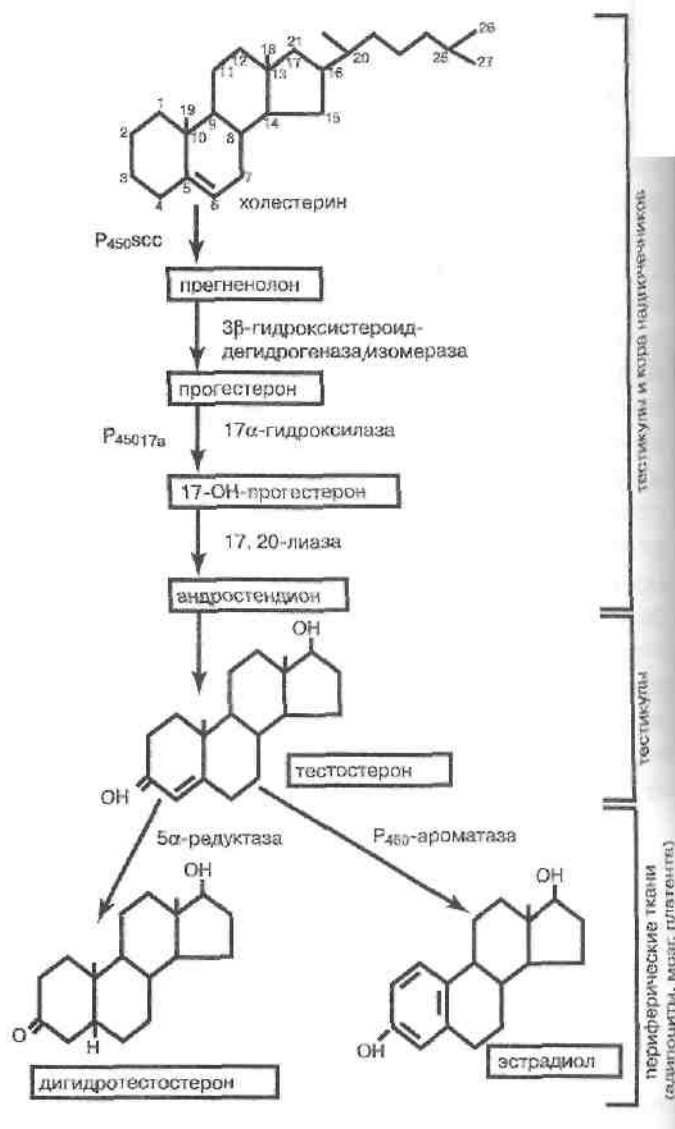 18
21
26
12
17
20
25
11
13
16
27
1
19
9
14
15
2
10
8
3
5
7
4
6
холестерин
P450scc
прегненолон
3β-гидроксистероид-
дегидрогеназа/изомераза
прогестерон
P45017a
17α-гидроксилаза
17-ОН-прогестерон
17, 20-лиаза
андростендион
OH
тестостерон
OH
5α-редуктаза
P450-ароматаза
OH
OH
O
H
OH
дигидротестостерон
эстрадиол
тестикулы и кора надпочечников
тестикулы
периферические ткани
(адипоциты, мозг, плацента)